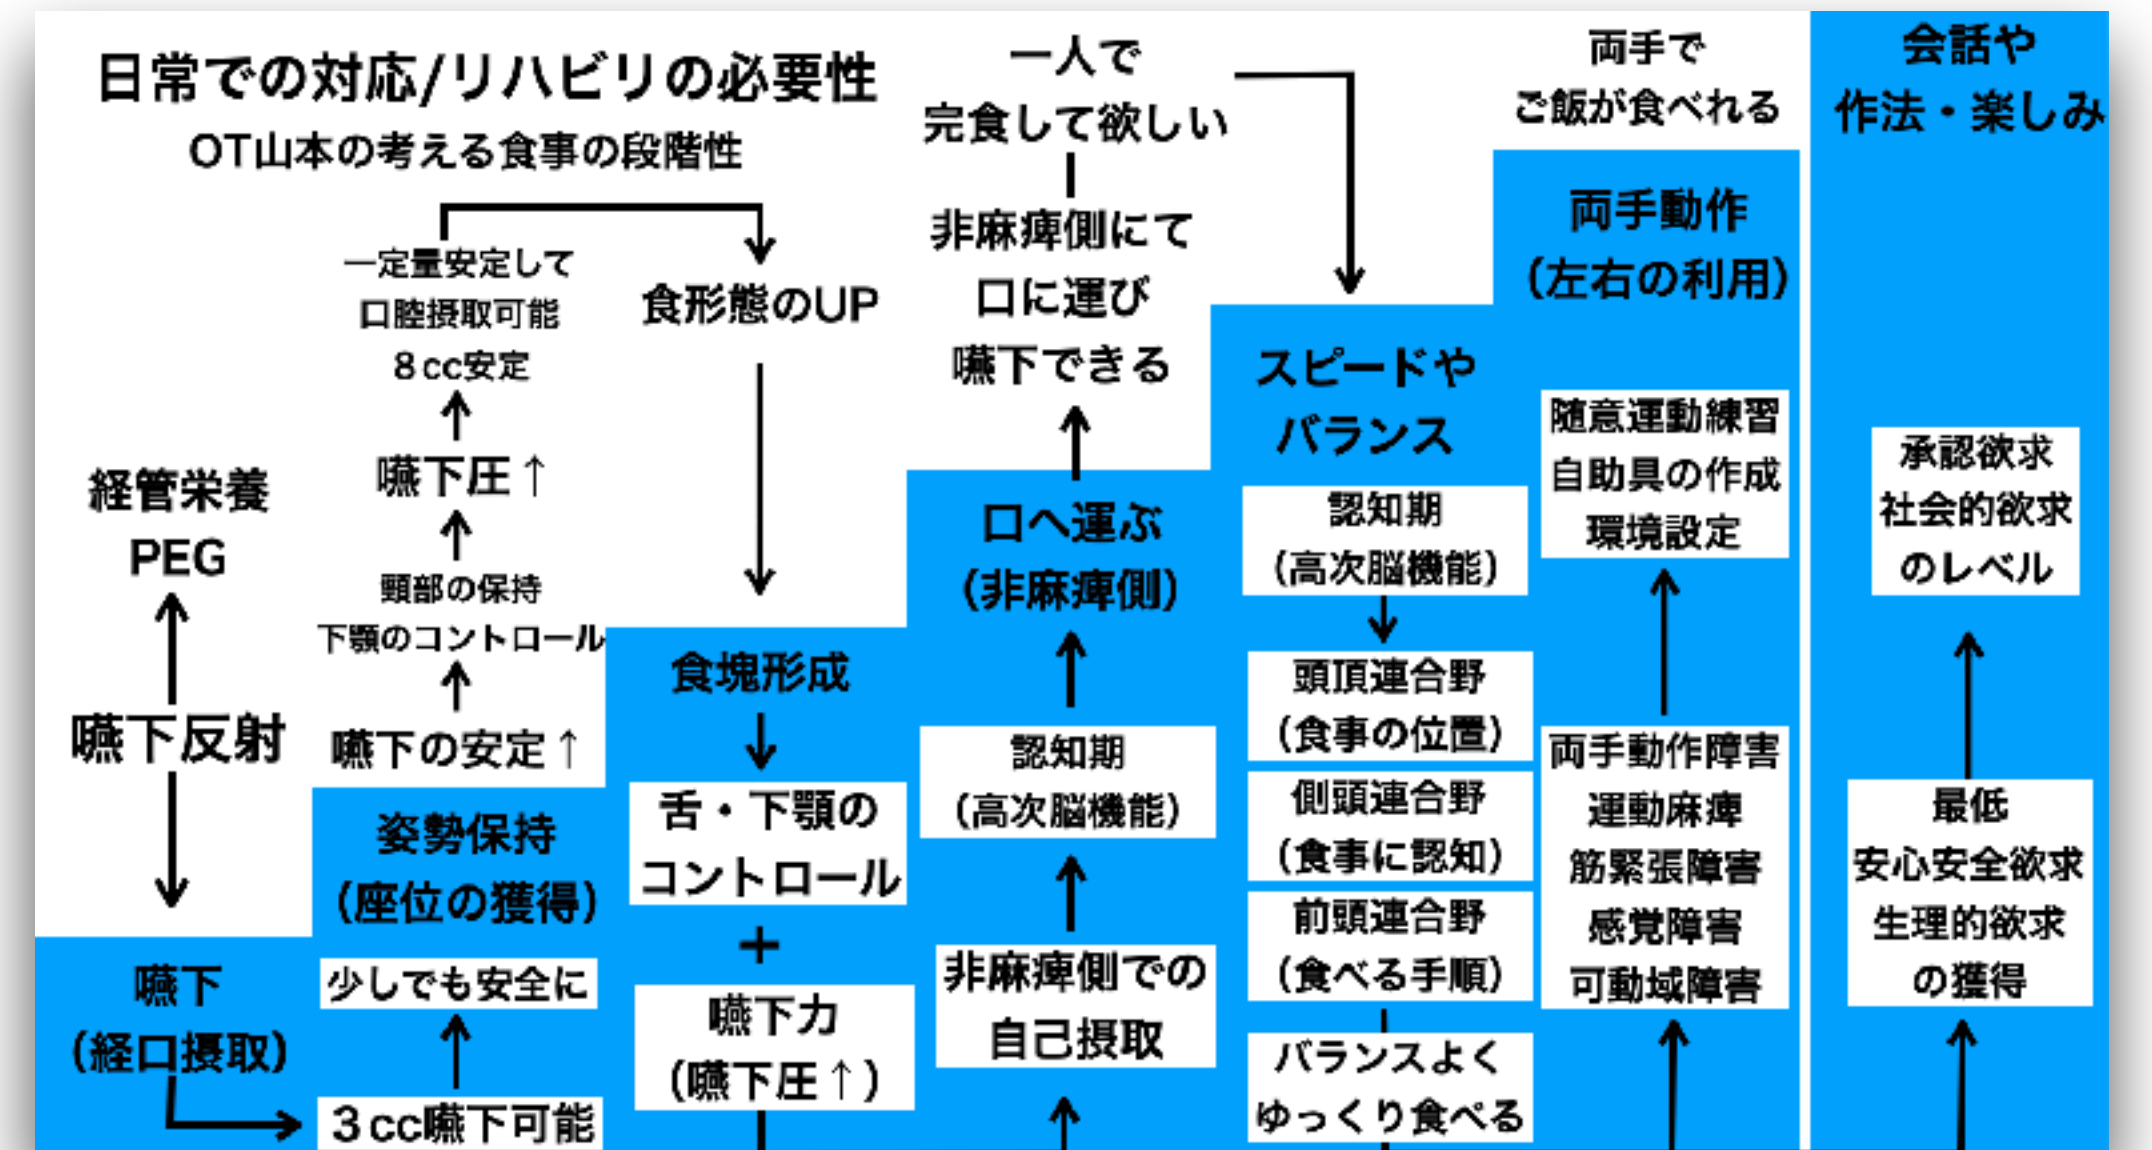 日常での対応/リハビリの必要性
OT山本の考える食事の段階性
経管栄養
PEG
嚥下反射
嚥下
(経口摂取)
一定量安定して
口腔摂取可能
8cc安定
嚥下圧↑
頸部の保持
下顎のコントロール
嚥下の安定↑
姿勢保持
(座位の獲得)
少しでも安全に
3cc嚥下可能
食形態のUP
食塊形成
舌・下顎の
コントロール
+
嚥下力
(嚥下圧↑)
一人で
完食して欲しい
非麻痺側にて
口に運び
嚥下できる
口へ運ぶ
(非麻痺側)
認知期
(高次脳機能)
非麻痺側での
自己摂取
スピードや
バランス
認知期
(高次脳機能)
頭頂連合野
(食事の位置)
側頭連合野
(食事に認知)
前頭連合野
(食べる手順)
バランスよく
ゆっくり食べる
両手で
ご飯が食べれる
両手動作
(左右の利用)
随意運動練習
自助具の作成
環境設定
両手動作障害
運動麻痺
筋緊張障害
感覚障害
可動域障害
会話や
作法・楽しみ
承認欲求
社会的欲求
のレベル
最低
安心安全欲求
生理的欲求
の獲得